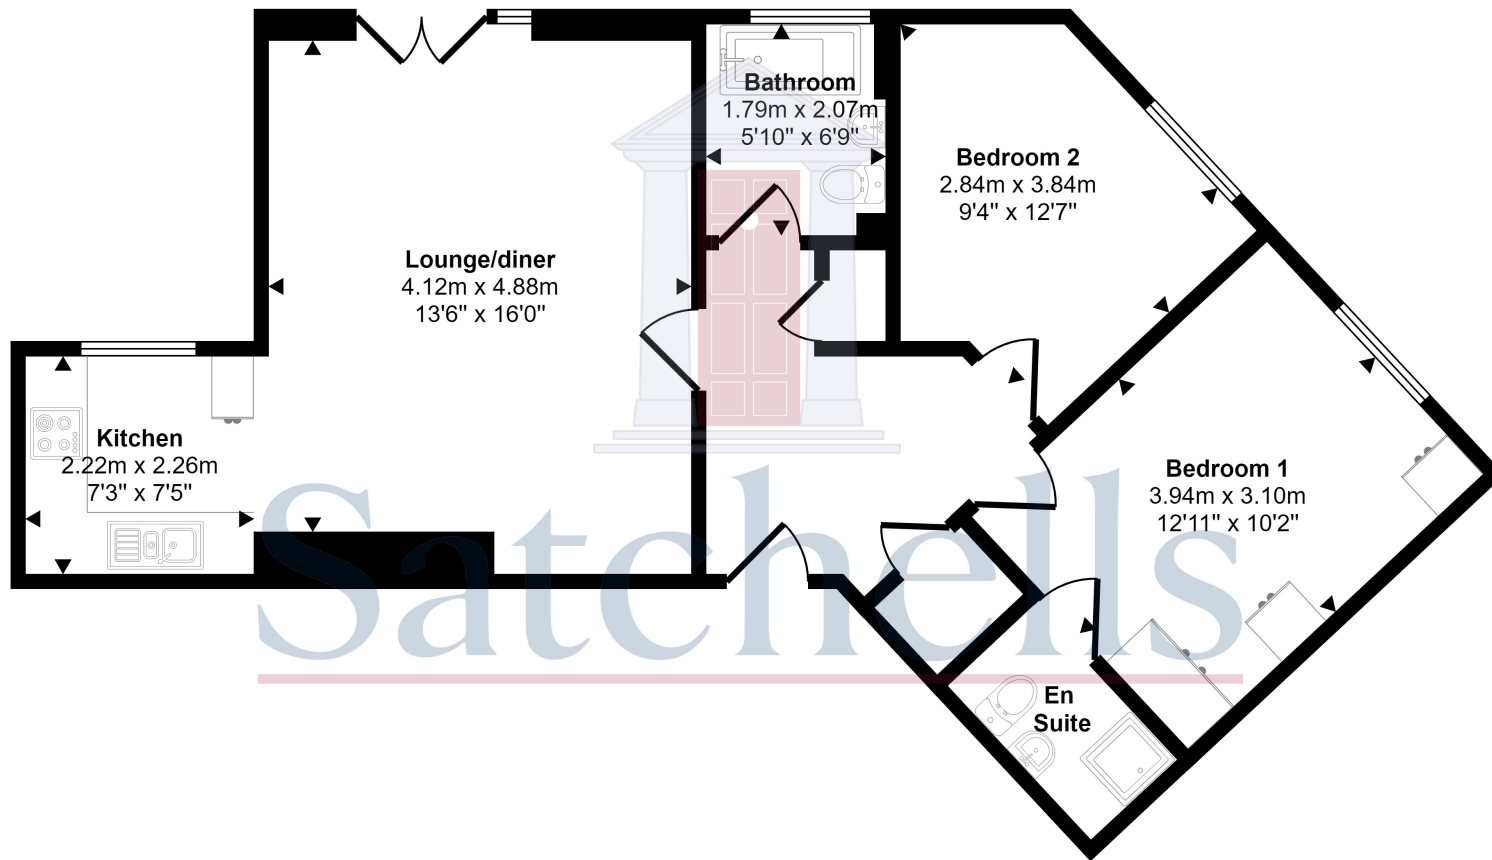 Bathroom
1.79m x 2.07m
5'10" x 6'9"
Bedroom 2
2.84m x 3.84m
9'4" x 12'7"
Lounge/diner
4.12m x 4.88m
13'6" x 16'0"
Kitchen
2.22m x 2.26m
7'3" x 7'5"
Bedroom 1
3.94m x 3.10m
12'11" x 10'2"
Satchells
En
Suite